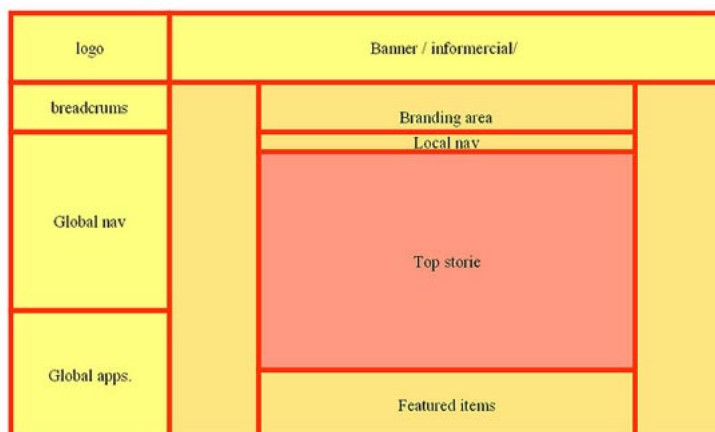 logo
Banner / informercial/
breadcrums
Branding area
Local nav
Global nav
Top storie
Global apps.
Featured items